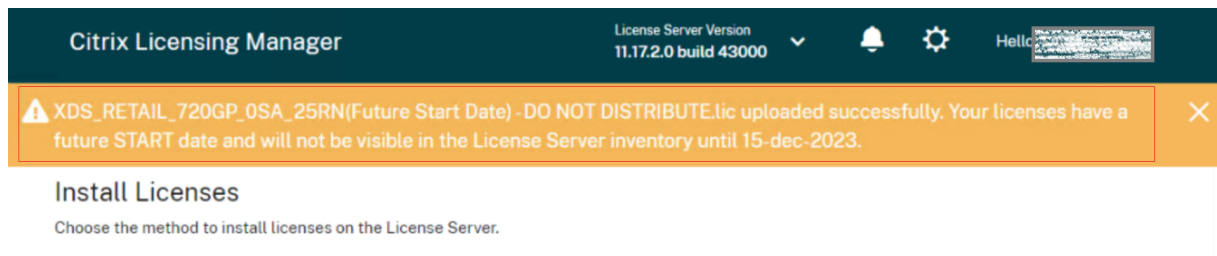 Citrix Licensing Manager
License Server Version
11.17.2.0 build 43000
Hello
XDS_RETAIL_720GP_0SA_25RN(Future Start Date) - DO NOT DISTRIBUTE.lic uploaded successfully. Your licenses have a
future START date and will not be visible in the License Server inventory until 15-dec-2023.
Install Licenses
Choose the method to install licenses on the License Server.